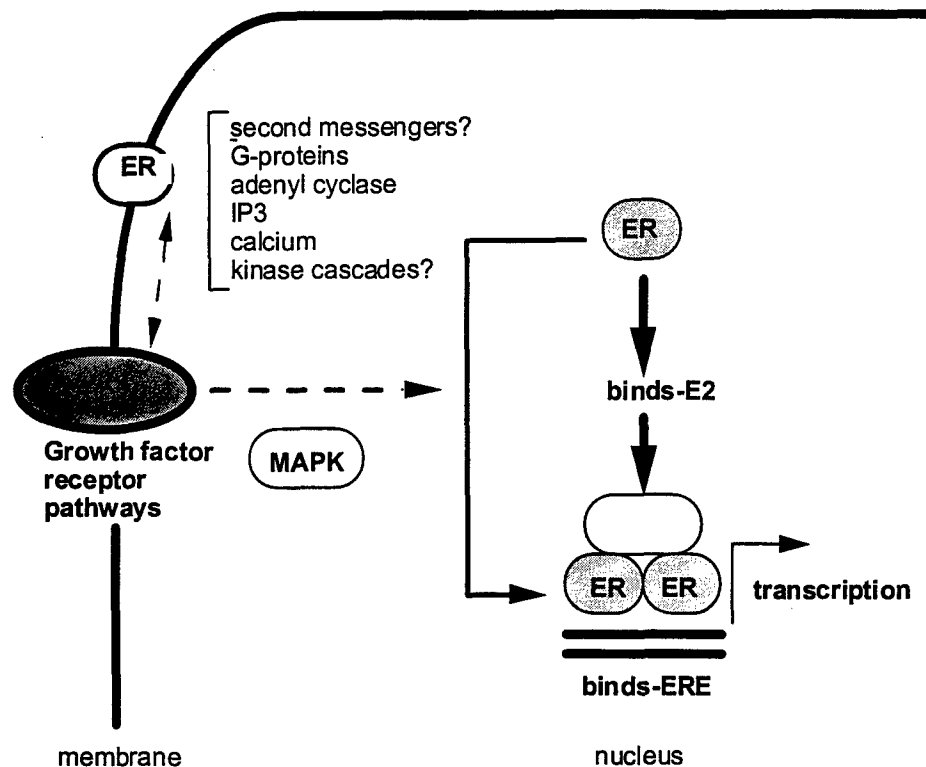 ER
second messengers?
G-proteins
adenyl cyclase
IP3
calcium
kinase cascades?
ER
binds-E2
Growth factor
receptor
pathways
MAPK
ER ER
transcription
binds-ERE
membrane
nucleus